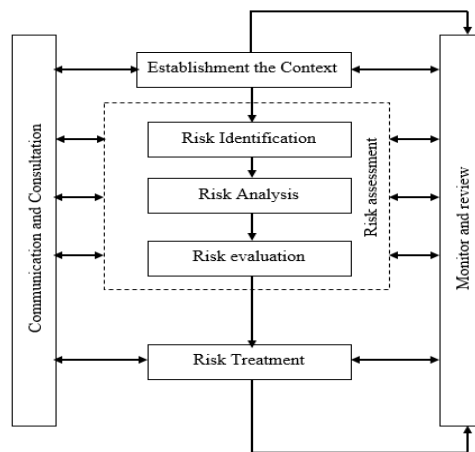 Establishment the Context
Risk Identification
Risk Analysis
Risk evaluation
Risk Treatment
Communication and Consultation
Risk assessment
Monitor and review